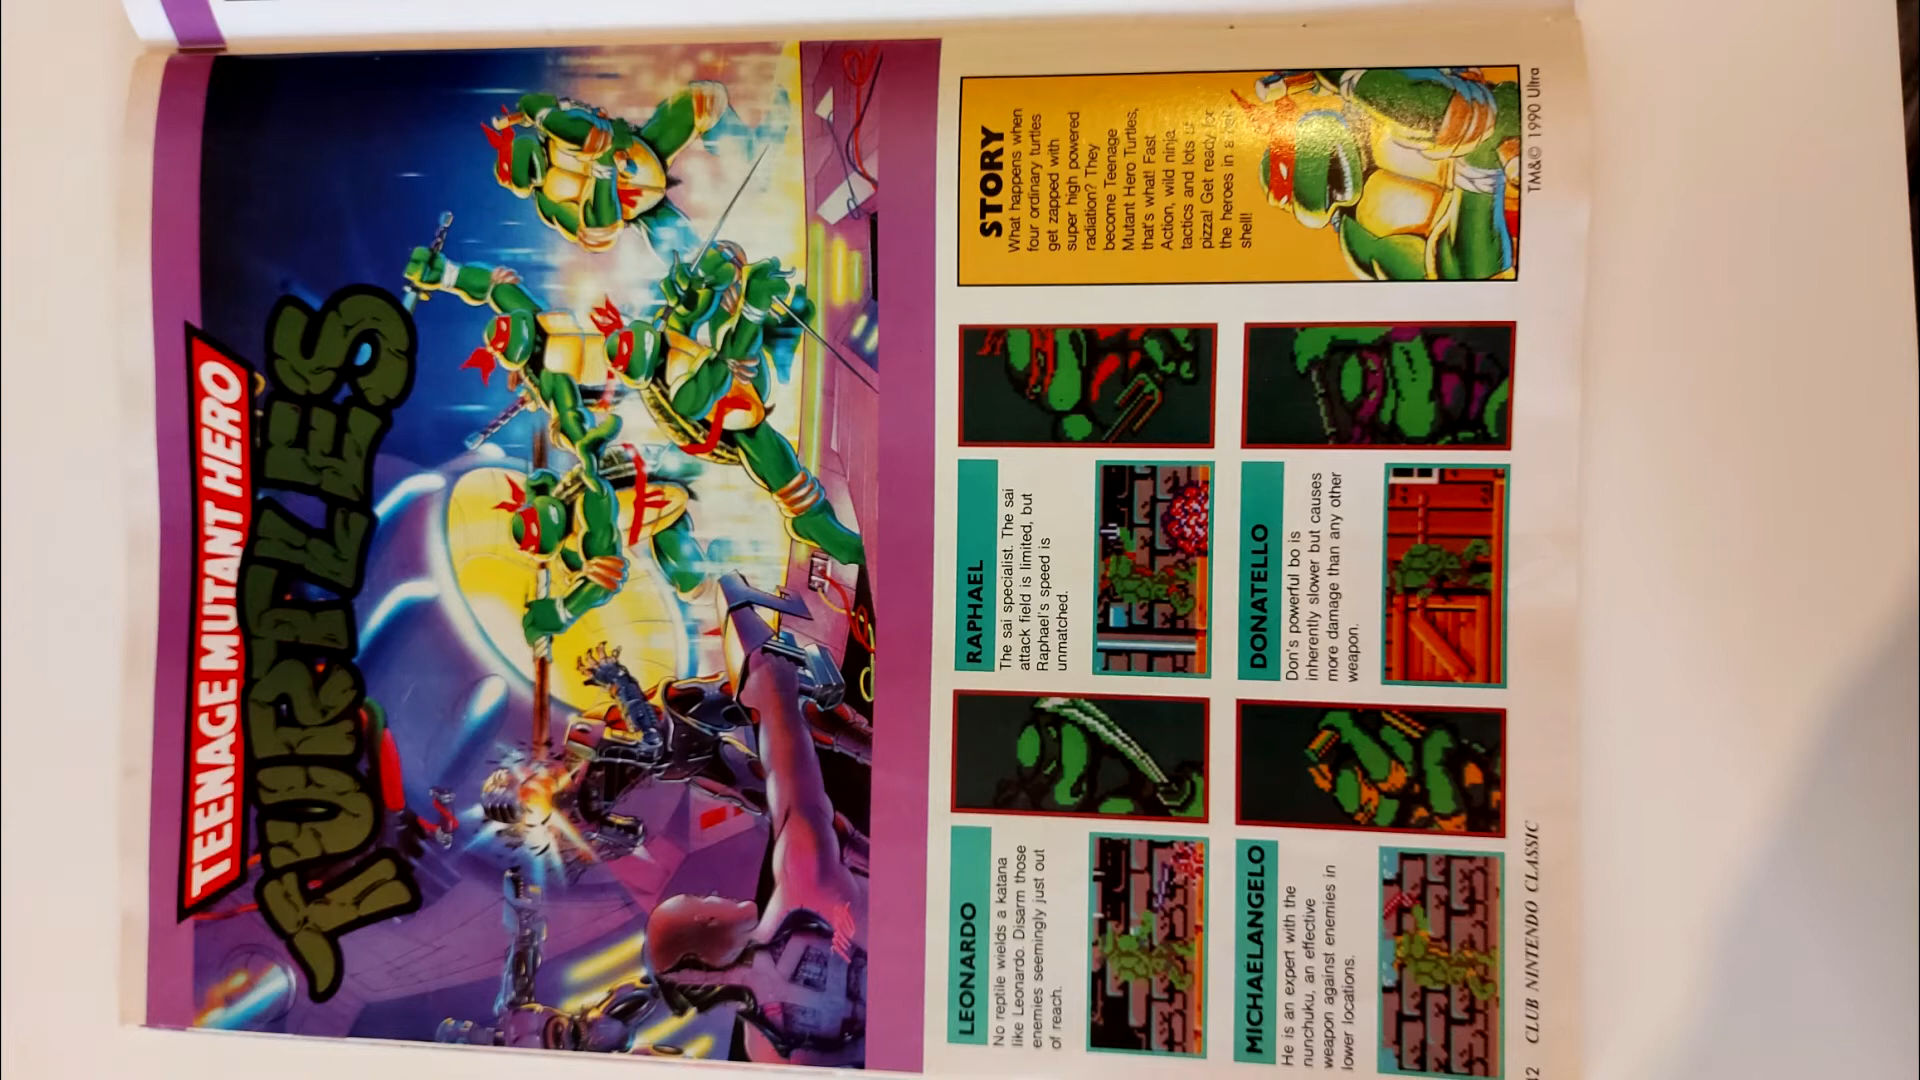 TEENAGE MUTANT HERO
TURTLES
LEONARDO
No reptile wields a katana
like Leonardo. Disarm those
enemies seemingly just out
of reach.
RAPHAEL
The sai specialist. The sai
attack field is limited, but
Raphael's speed is
unmatched.
MICHAELANGELO
He is an expert with the
nunchuku, an effective
weapon against enemies in
lower locations.
DONATELLO
Don's powerful bo is
inherently slower but causes
more damage than any other
weapon.
STORY
What happens when
four ordinary turtles
get zapped with
super high powered
radiation? They
become Teenage
Mutant Hero Turtles,
that's what! Fast
Action, wild ninja
tactics and lots of
pizza! Get ready for
the heroes in a
shell!
CLUB NINTENDO CLASSIC
TM&© 1990 Ultra